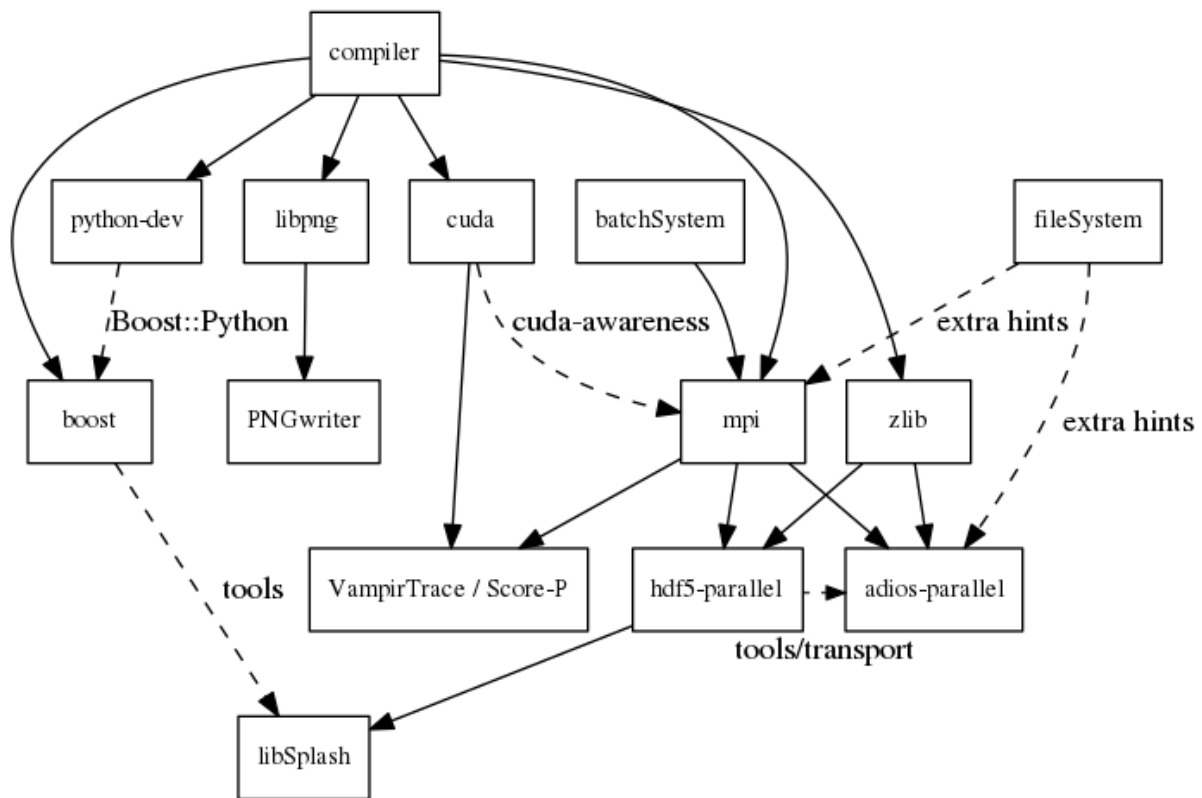 compiler
python-dev
libpng
cuda
batchSystem
fileSystem
Boost::Python
cuda-awareness
extra hints
boost
PNGwriter
mpi
zlib
extra hints
tools
VampirTrace / Score-P
hdf5-parallel
adios-parallel
tools/transport
libSplash